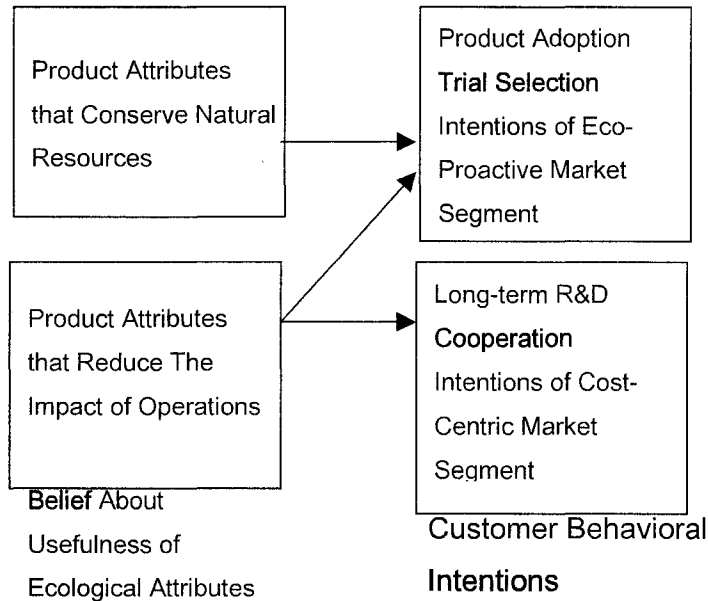 Product Attributes
that Conserve Natural
Resources
Product Adoption
Trial Selection
Intentions of Eco-
Proactive Market
Segment
Product Attributes
that Reduce The
Impact of Operations
Long-term R&D
Cooperation
Intentions of Cost-
Centric Market
Segment
Belief About
Usefulness of
Ecological Attributes
Customer Behavioral
Intentions